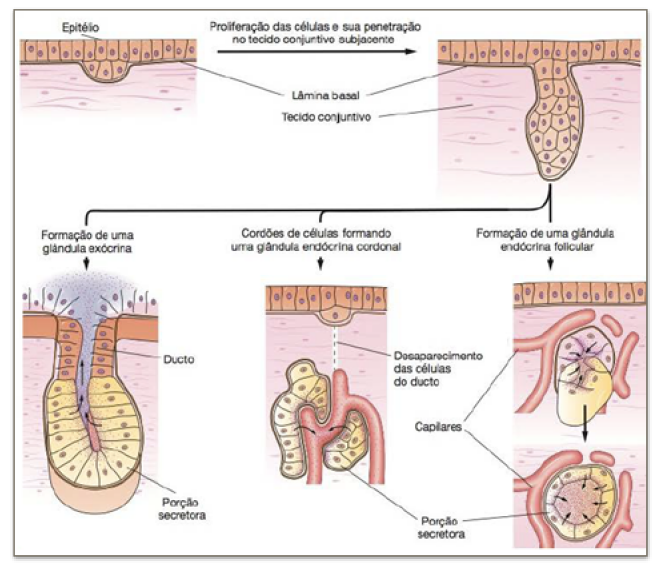 Epitélio
Proliferação das células e sua penetração
no tecido conjuntivo subjacente
Lâmina basal
Tecido conjuntivo
Formação de uma
glândula exócrina
Cordões de células formando
uma glândula endócrina cordonal
Formação de uma glândula
endócrina folicular
Ducto
Desaparecimento
das células
do ducto
Capilares
Porção
secretora
Porção
secretora